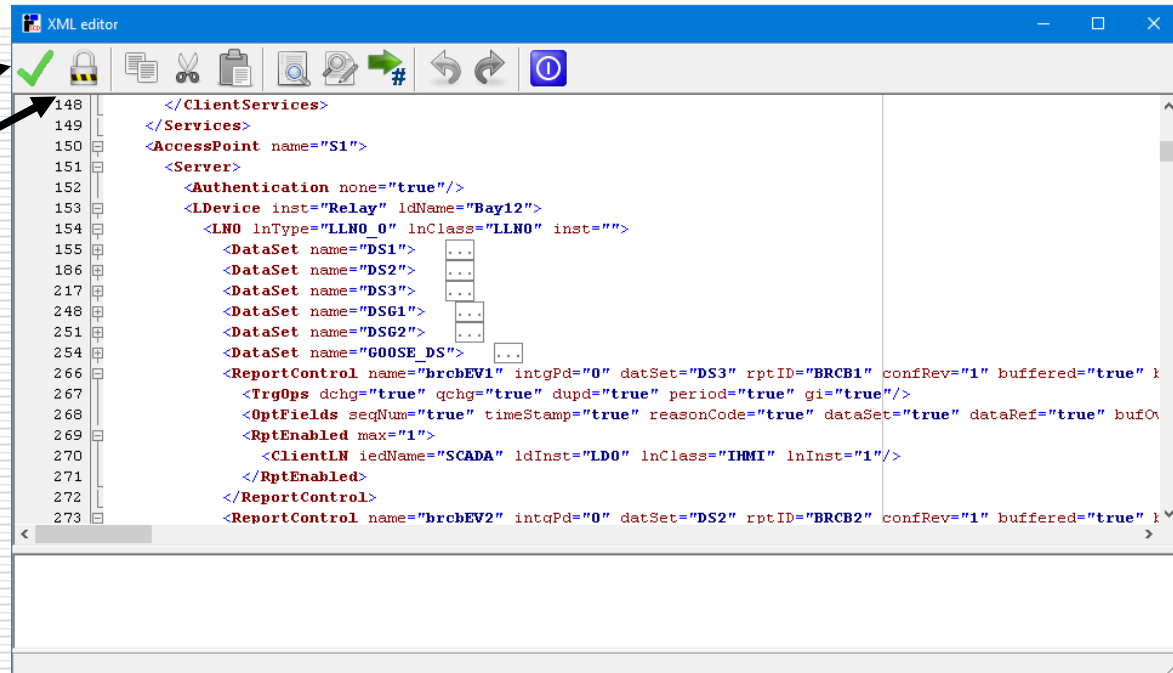 XML editor
148 </ClientServices>
149 </Services>
150 <AccessPoint name="S1">
151 <Server>
152 <Authentication none="true"/>
153 <LDevice inst="Relay" ldName="Bay12">
154 <LN0 lnType="LLN0_0" lnClass="LLN0" inst="">
155 <DataSet name="DS1"> ...
186 <DataSet name="DS2"> ...
217 <DataSet name="DS3"> ...
248 <DataSet name="DSG1"> ...
251 <DataSet name="DSG2"> ...
254 <DataSet name="GOOSE_DS"> ...
266 <ReportControl name="brcbEV1" intgPd="0" datSet="DS3" rptID="BRCB1" confRev="1" buffered="true"
267 <TrgOps dchg="true" qchg="true" dupd="true" period="true" gi="true"/>
268 <OptFields seqNum="true" timeStamp="true" reasonCode="true" dataSet="true" dataRef="true" bufOv
269 <RptEnabled max="1">
270 <ClientLN iedName="SCADA" ldInst="LD0" lnClass="IHMI" lnInst="1"/>
271 </RptEnabled>
272 </ReportControl>
273 <ReportControl name="brcbEV2" intgPd="0" datSet="DS2" rptID="BRCB2" confRev="1" buffered="true"